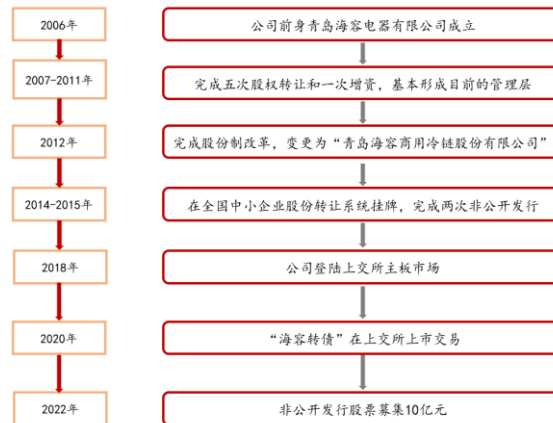 2006年
公司前身青岛海容电器有限公司成立
2007-2011年
完成五次股权转让和一次增资，基本形成目前的管理层
2012年
完成股份制改革，变更为“青岛海容商用冷链股份有限公司”
2014-2015年
在全国中小企业股份转让系统挂牌，完成两次非公开发行
2018年
公司登陆上交所主板市场
2020年
“海容转债”在上交所上市交易
2022年
非公开发行股票募集10亿元